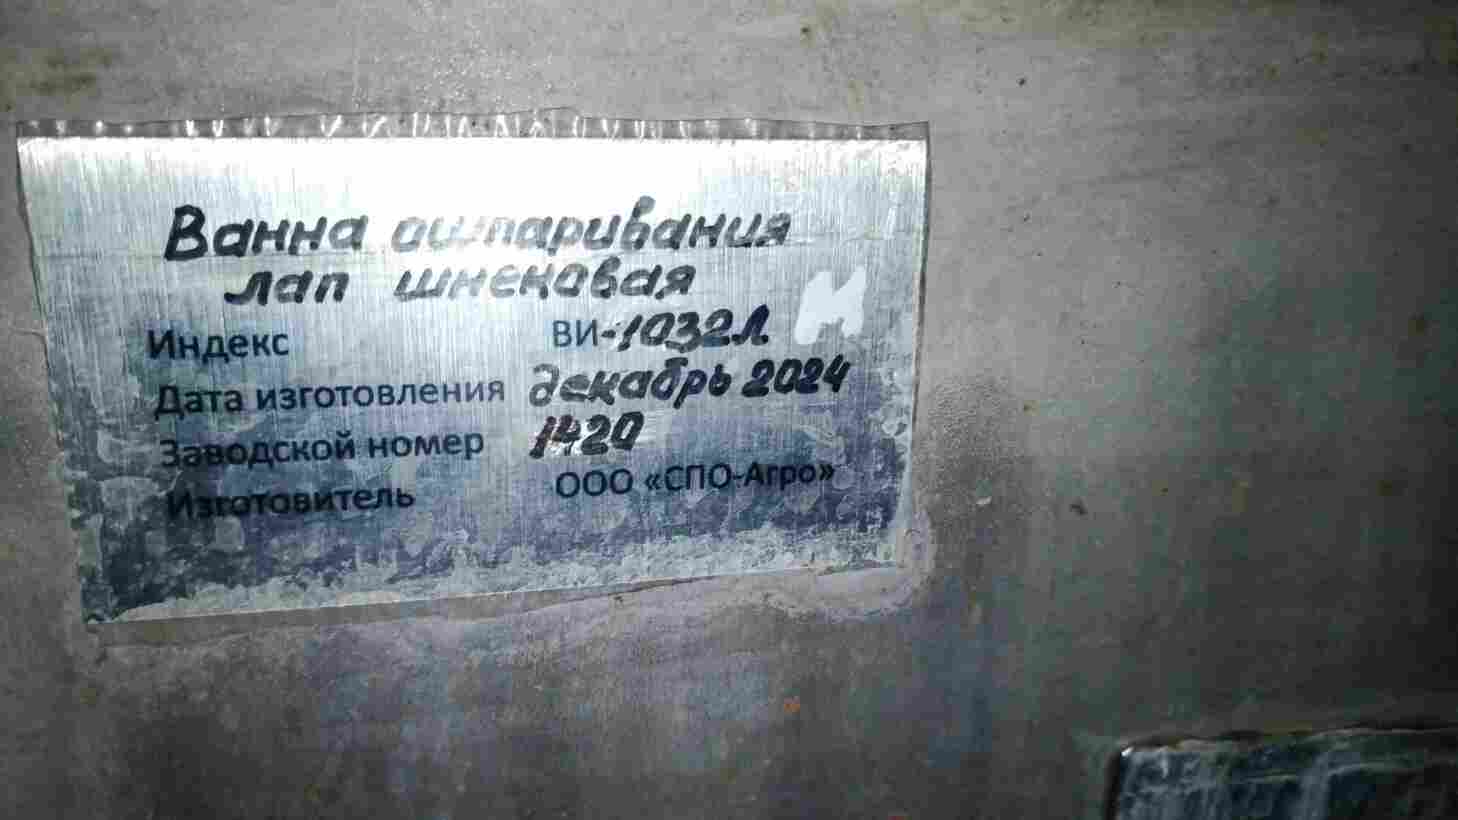 Ванна ошпаривания
лап шнековая
Индекс ВИ-1032Л
Дата изготовления декабрь 2024
Заводской номер 1420
Изготовитель ООО «СПО-Агро»